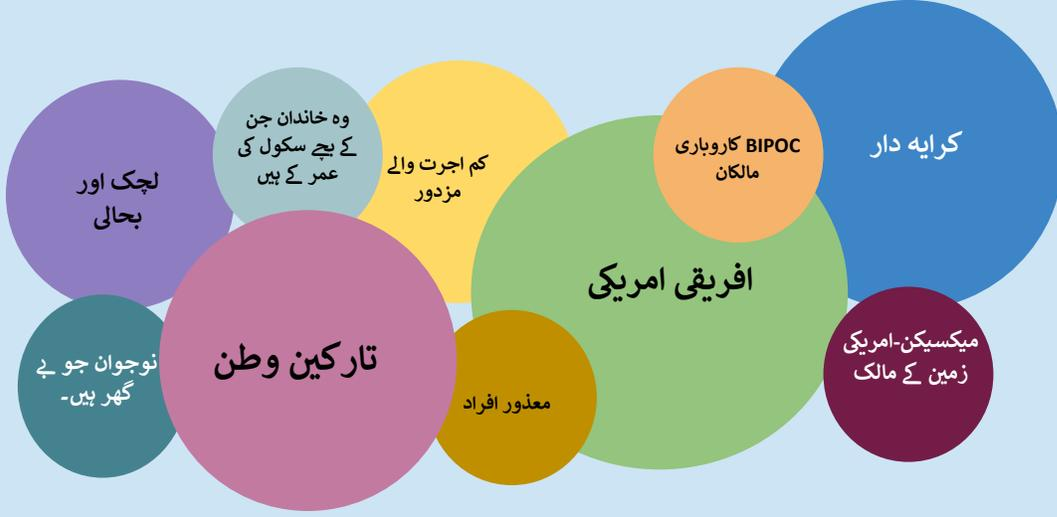 کرایہ دار
BIPOC کاروباری
مالکان
وہ خاندان جن
کے بچے سکول کی
عمر کے ہیں
کم اجرت والے
مزدور
لچک اور
بحالی
افریقی امریکی
میکسیکن-امریکی
زمین کے مالک
تارکین وطن
نوجوان جو بے
گھر ہیں۔
معذور افراد